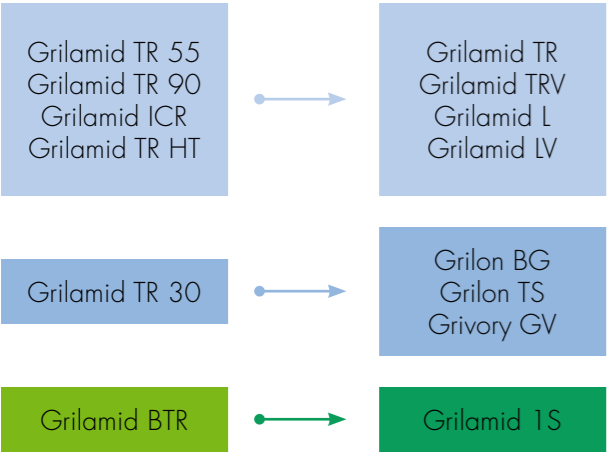 Grilamid TR 55
Grilamid TR 90
Grilamid ICR
Grilamid TR HT
Grilamid TR
Grilamid TRV
Grilamid L
Grilamid LV
Grilamid TR 30
Grilon BG
Grilon TS
Grivory GV
Grilamid BTR
Grilamid 1S